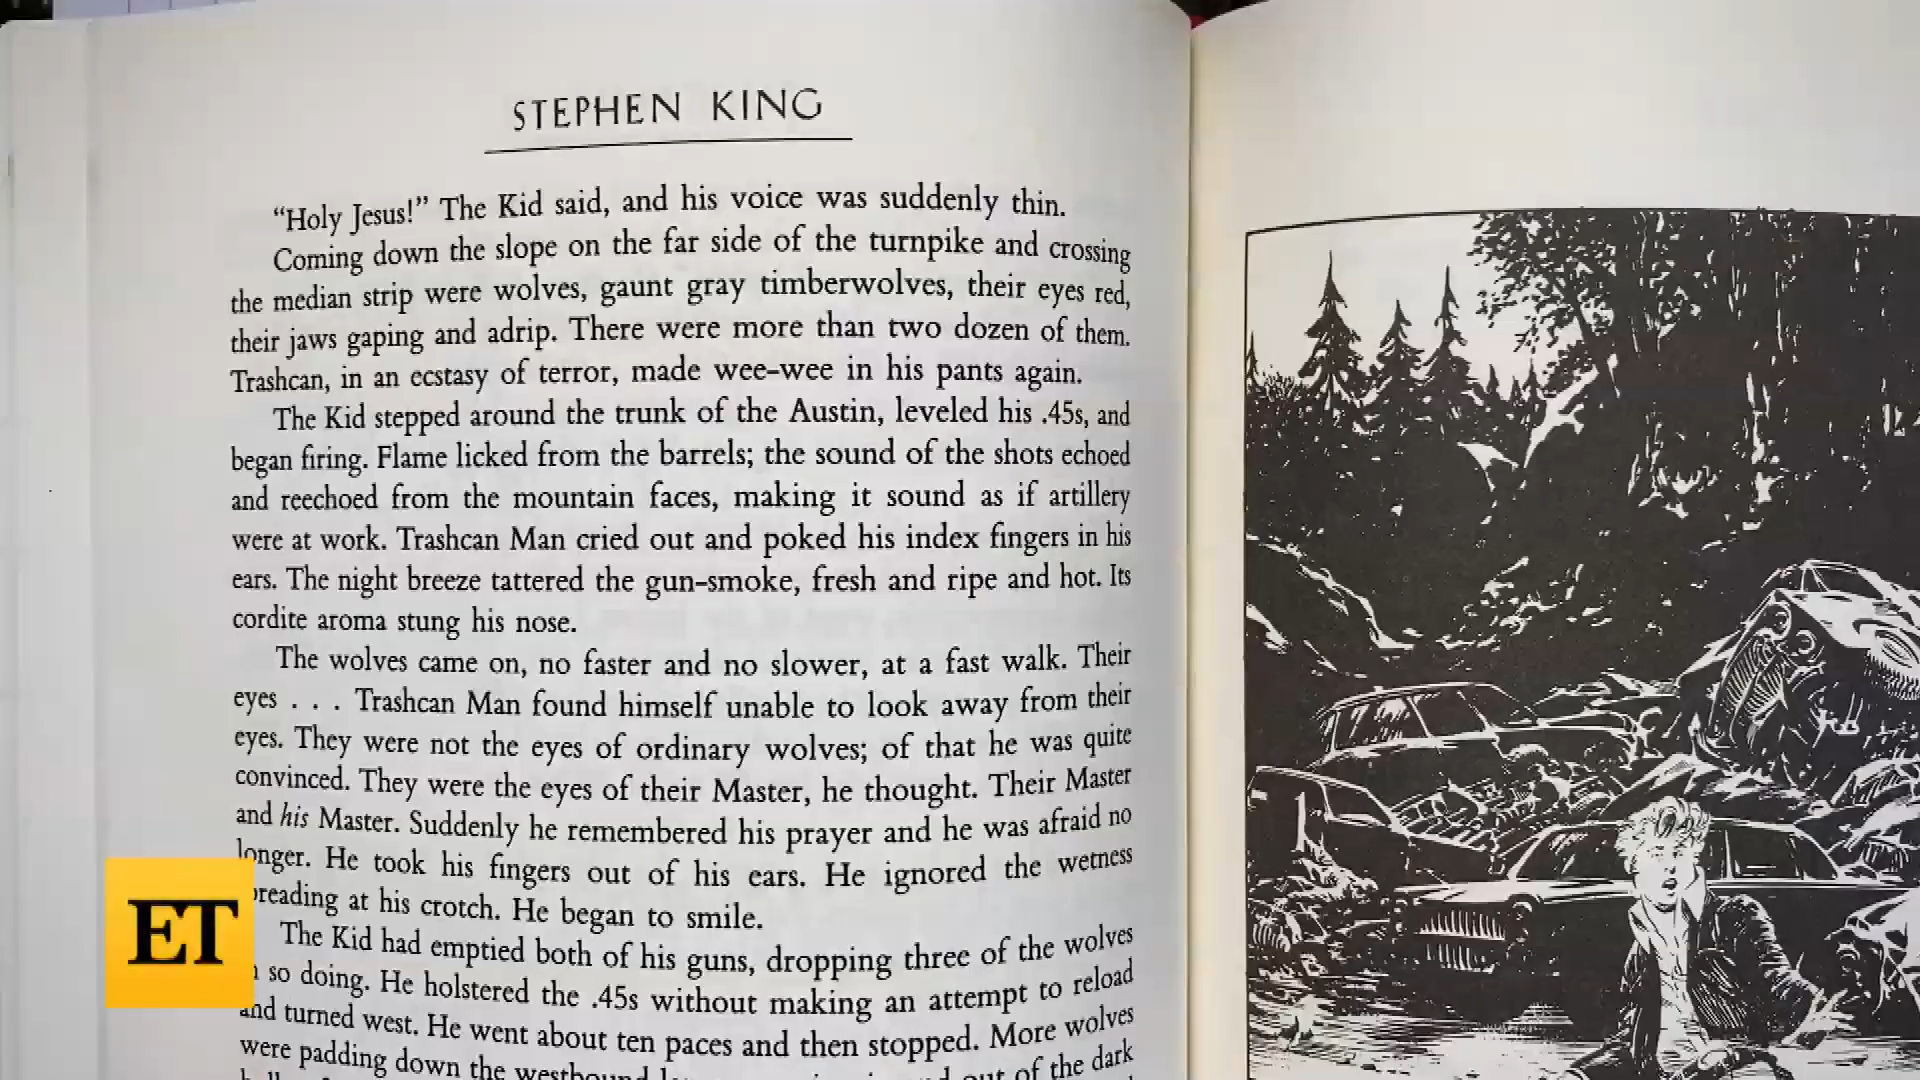 STEPHEN KING
“Holy Jesus!” The Kid said, and his voice was suddenly thin.
Coming down the slope on the far side of the turnpike and crossing
the median strip were wolves, gaunt gray timberwolves, their eyes red,
their jaws gaping and adrip. There were more than two dozen of them.
Trashcan, in an ecstasy of terror, made wee-wee in his pants again.
The Kid stepped around the trunk of the Austin, leveled his .45s, and
began firing. Flame licked from the barrels; the sound of the shots echoed
and reechoed from the mountain faces, making it sound as if artillery
were at work. Trashcan Man cried out and poked his index fingers in his
ears. The night breeze tattered the gun-smoke, fresh and ripe and hot. Its
cordite aroma stung his nose.
The wolves came on, no faster and no slower, at a fast walk. Their
eyes . . . Trashcan Man found himself unable to look away from their
eyes. They were not the eyes of ordinary wolves; of that he was quite
convinced. They were the eyes of their Master, he thought. Their Master
and his Master. Suddenly he remembered his prayer and he was afraid no
longer. He took his fingers out of his ears. He ignored the wetness
preading at his crotch. He began to smile.
The Kid had emptied both of his guns, dropping three of the wolves
so doing. He holstered the .45s without making an attempt to reload
and turned west. He went about ten paces and then stopped. More wolves
were padding down the westbound out of the dark
ET